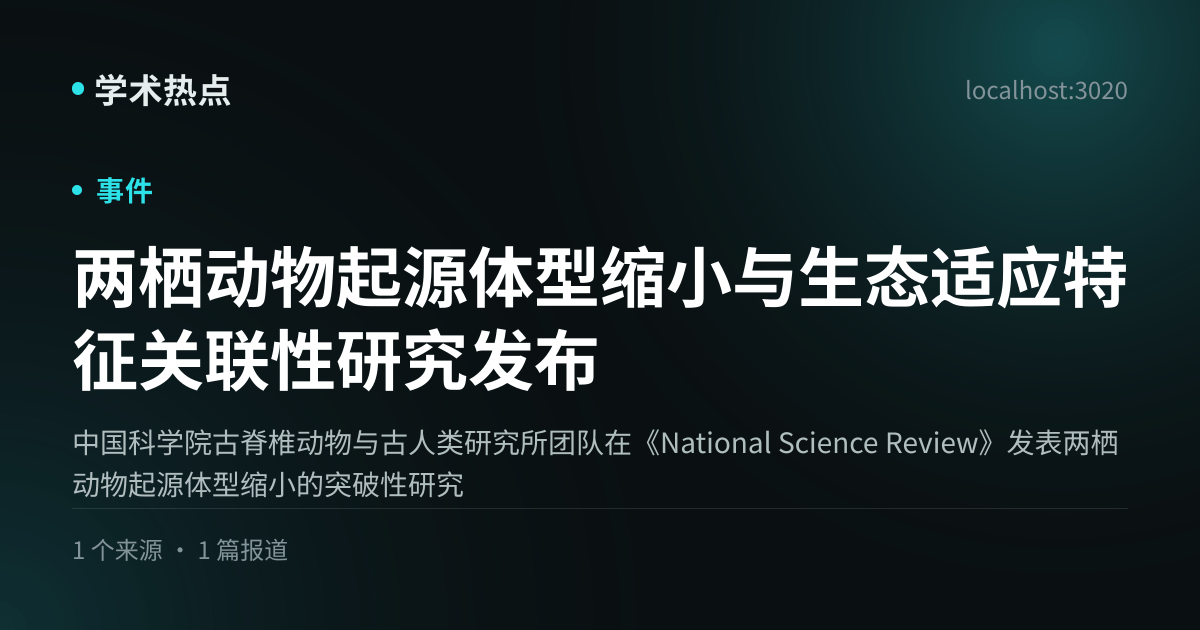 学术热点
localhost:3020
事件
两栖动物起源体型缩小与生态适应特
征关联性研究发布
中国科学院古脊椎动物与古人类研究所团队在《National Science Review》发表两栖
动物起源体型缩小的突破性研究
1 个来源 · 1 篇报道